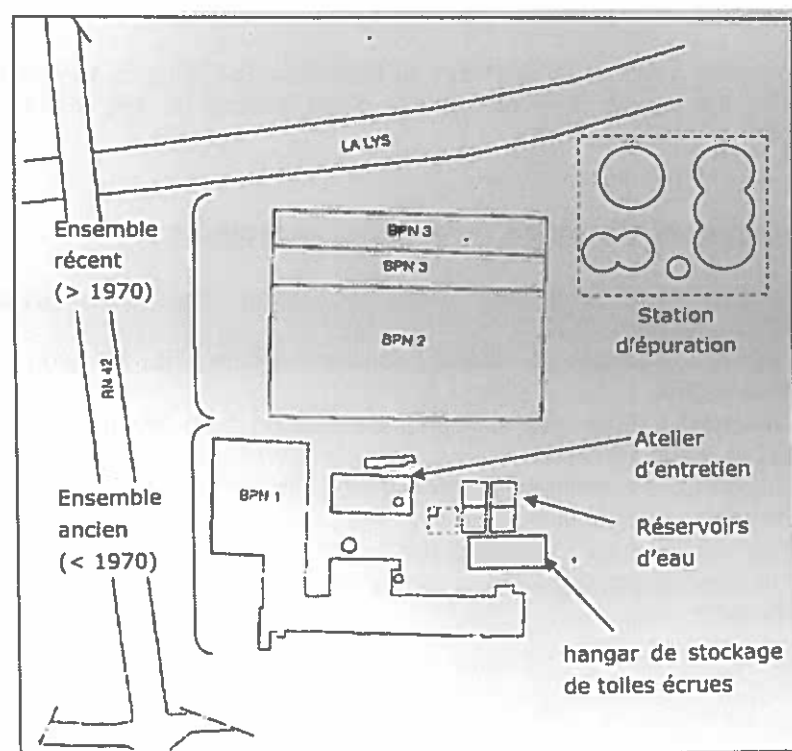 LA LYS
Ensemble
récent
(> 1970)
BPN 3
BPN 3
BPN 2
Station
d'épuration
RN 42
Atelier
d'entretien
BPN 1
Ensemble
ancien
(< 1970)
Réservoirs
d'eau
hangar de stockage
de toiles écrues